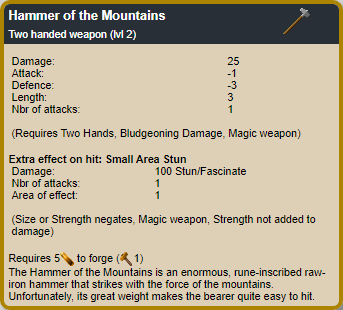 Hammer of the Mountains
Two handed weapon (lvl 2)
Damage: 25
Attack: -1
Defence: -3
Length: 3
Nbr of attacks: 1
(Requires Two Hands, Bludgeoning Damage, Magic weapon)
Extra effect on hit: Small Area Stun
Damage: 100 Stun/Fascinate
Nbr of attacks: 1
Area of effect: 1
(Size or Strength negates, Magic weapon, Strength not added to
damage)
Requires 5 to forge ( 1)
The Hammer of the Mountains is an enormous, rune-inscribed raw-
iron hammer that strikes with the force of the mountains.
Unfortunately, its great weight makes the bearer quite easy to hit.